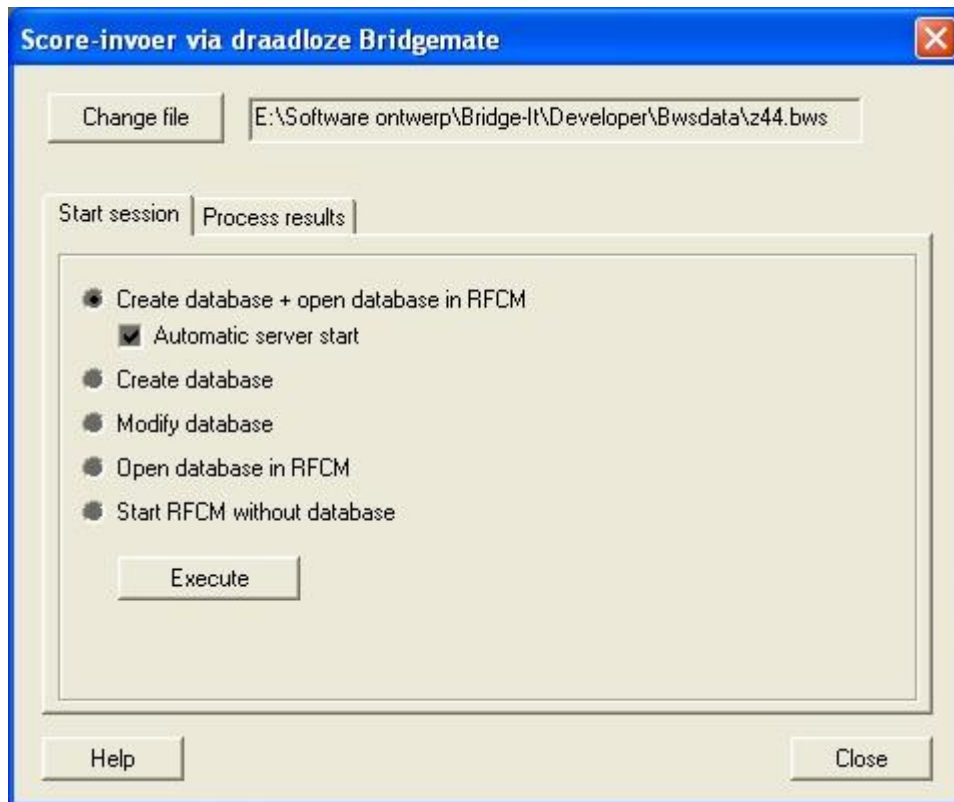 Score-invoer via draadloze Bridgemate
Change file
E:\Software ontwerp\Bridge-It\Developer\Bwsdata\z44.bws
Start session
Process results
Create database + open database in RFCM
Automatic server start
Create database
Modify database
Open database in RFCM
Start RFCM without database
Execute
Help
Close